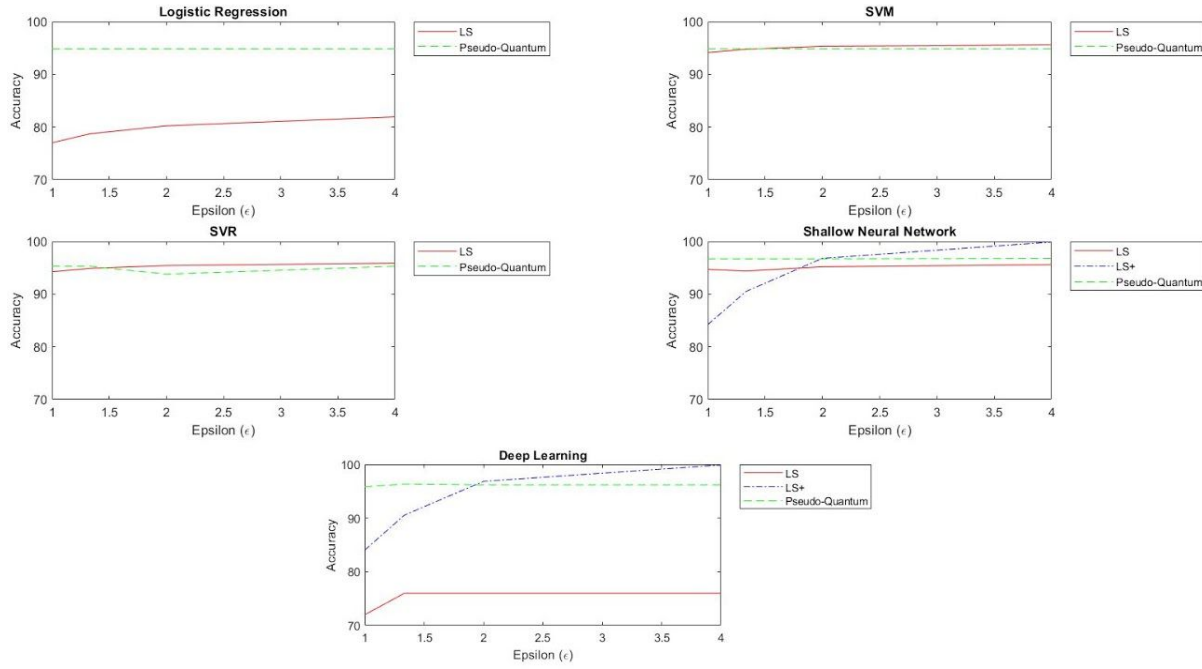 Logistic Regression
100
90
80
70
Accuracy
1 1.5 2 2.5 3 3.5 4
Epsilon (ϵ)
LS
Pseudo-Quantum
SVM
100
90
80
70
Accuracy
1 1.5 2 2.5 3 3.5 4
Epsilon (ϵ)
LS
Pseudo-Quantum
SVR
100
90
80
70
Accuracy
1 1.5 2 2.5 3 3.5 4
Epsilon (ϵ)
LS
Pseudo-Quantum
Shallow Neural Network
100
90
80
70
Accuracy
1 1.5 2 2.5 3 3.5 4
Epsilon (ϵ)
LS
LS+
Pseudo-Quantum
Deep Learning
100
90
80
70
Accuracy
1 1.5 2 2.5 3 3.5 4
Epsilon (ϵ)
LS
LS+
Pseudo-Quantum